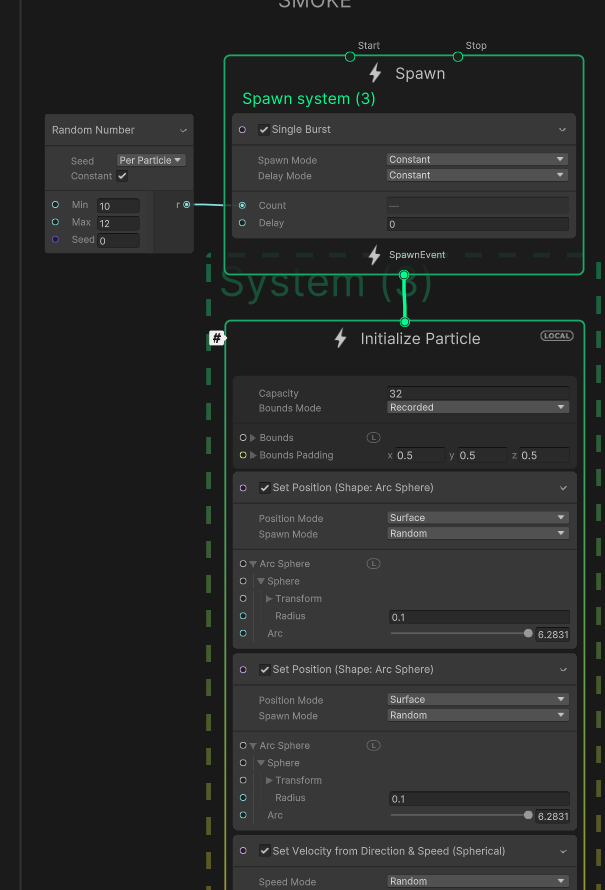 SMOKE
Start
Stop
Spawn
Spawn system (3)
Single Burst
Spawn Mode Constant
Delay Mode Constant
Count —
Delay 0
SpawnEvent
Random Number
Seed Per Particle
Constant
Min 10
r
Max 12
Seed 0
System (3)
#
Initialize Particle
LOCAL
Capacity 32
Bounds Mode Recorded
Bounds L
Bounds Padding x 0.5 y 0.5 z 0.5
Set Position (Shape: Arc Sphere)
Position Mode Surface
Spawn Mode Random
Arc Sphere L
Sphere
Transform
Radius 0.1
Arc 6.2831
Set Position (Shape: Arc Sphere)
Position Mode Surface
Spawn Mode Random
Arc Sphere L
Sphere
Transform
Radius 0.1
Arc 6.2831
Set Velocity from Direction & Speed (Spherical)
Speed Mode Random